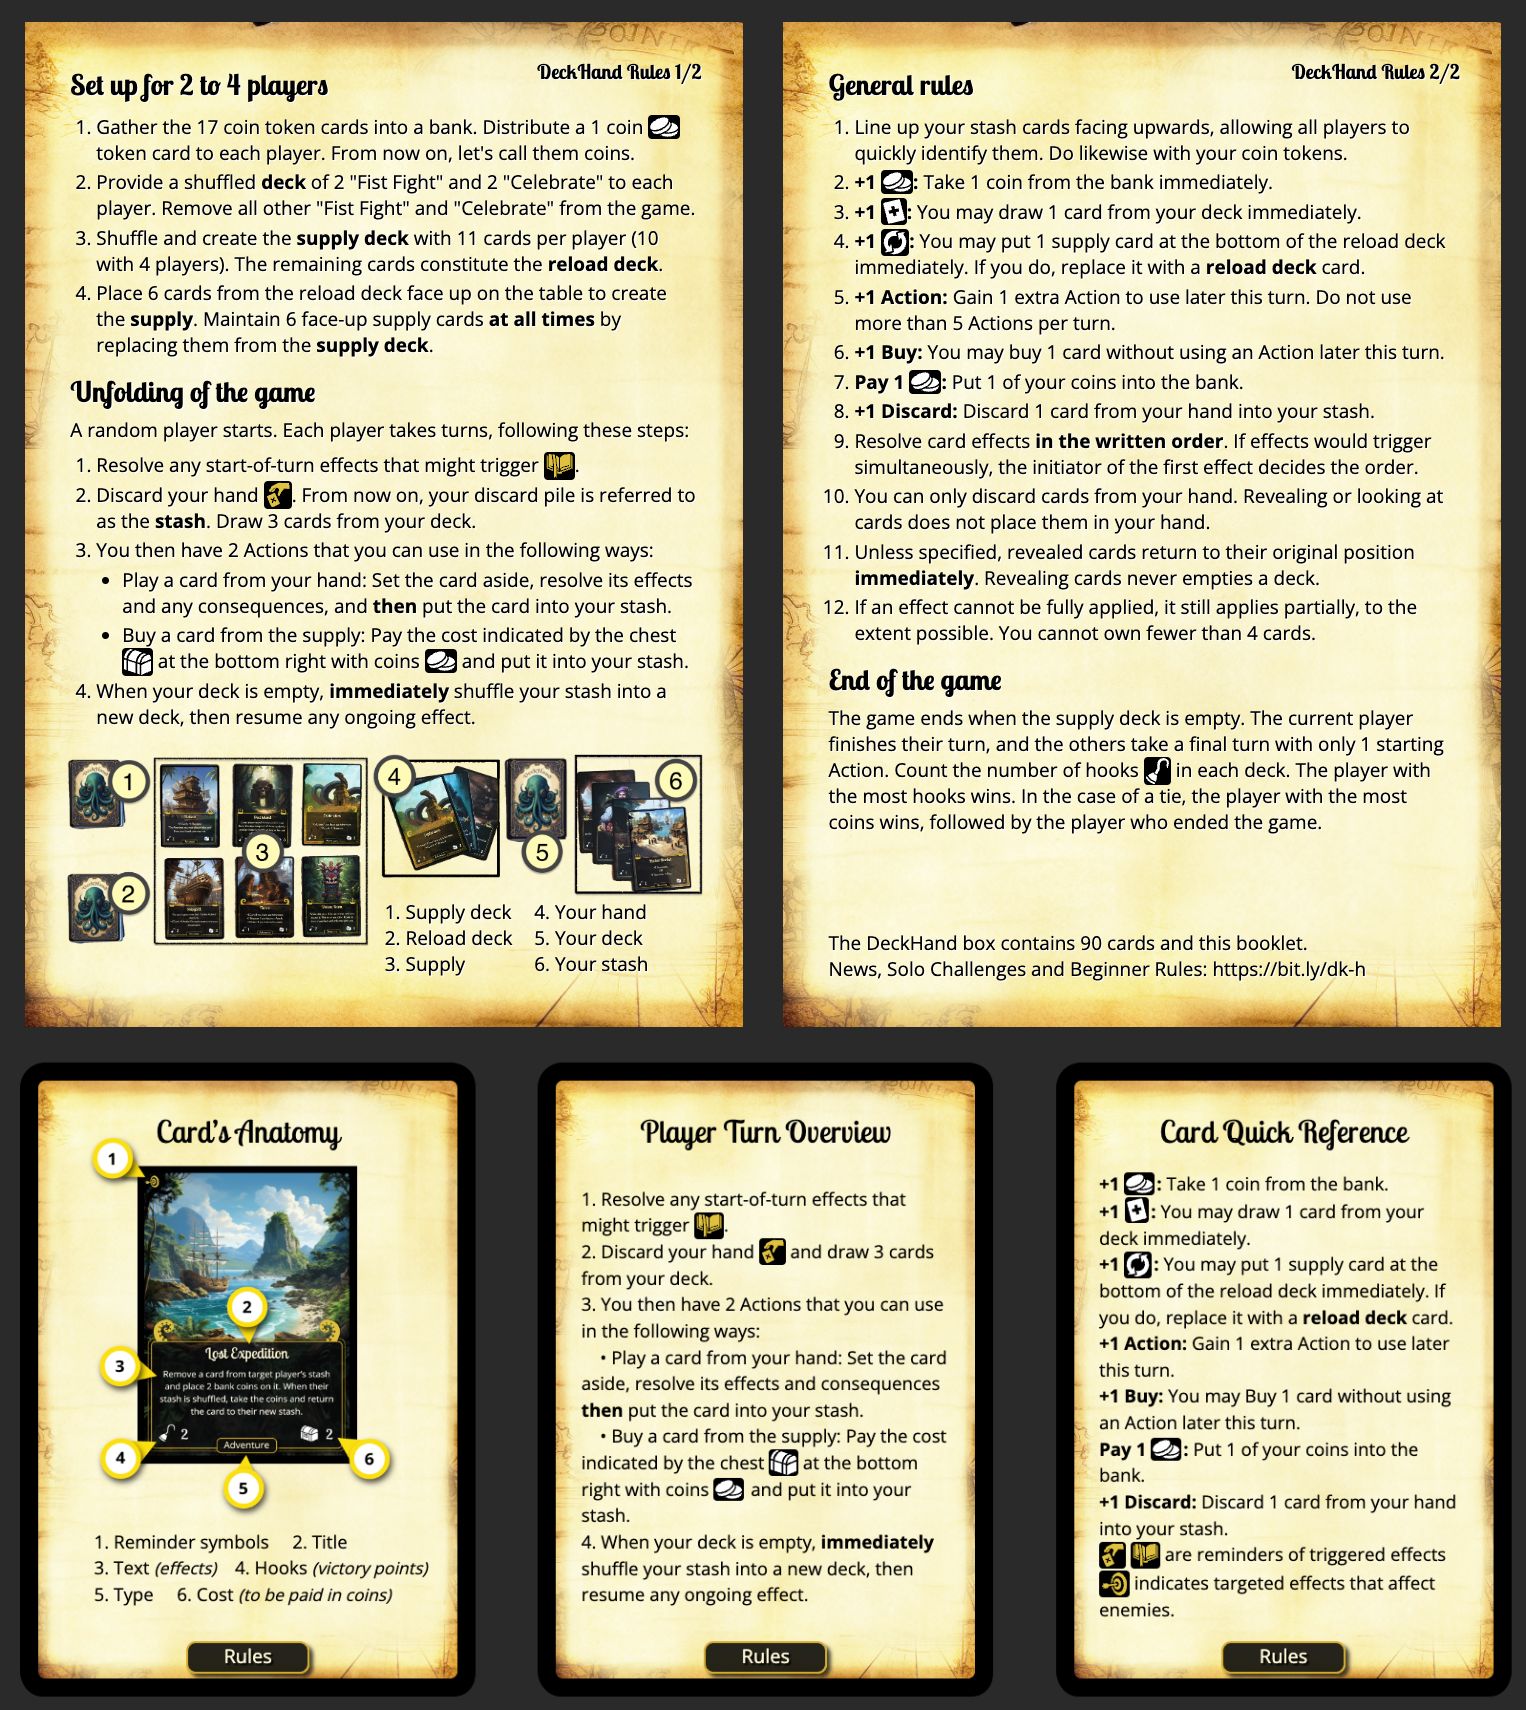 DeckHand Rules 1/2
Set up for 2 to 4 players
1. Gather the 17 coin token cards into a bank. Distribute a 1 coin
token card to each player. From now on, let's call them coins.
2. Provide a shuffled deck of 2 "Fist Fight" and 2 "Celebrate" to each
player. Remove all other "Fist Fight" and "Celebrate" from the game.
3. Shuffle and create the supply deck with 11 cards per player (10
with 4 players). The remaining cards constitute the reload deck.
4. Place 6 cards from the reload deck face up on the table to create
the supply. Maintain 6 face-up supply cards at all times by
replacing them from the supply deck.
Unfolding of the game
A random player starts. Each player takes turns, following these steps:
1. Resolve any start-of-turn effects that might trigger .
2. Discard your hand . From now on, your discard pile is referred to
as the stash. Draw 3 cards from your deck.
3. You then have 2 Actions that you can use in the following ways:
• Play a card from your hand: Set the card aside, resolve its effects
and any consequences, and then put the card into your stash.
• Buy a card from the supply: Pay the cost indicated by the chest
at the bottom right with coins and put it into your stash.
4. When your deck is empty, immediately shuffle your stash into a
new deck, then resume any ongoing effect.
1
2
3
4
5
6
1. Supply deck 4. Your hand
2. Reload deck 5. Your deck
3. Supply 6. Your stash
DeckHand Rules 2/2
General rules
1. Line up your stash cards facing upwards, allowing all players to
quickly identify them. Do likewise with your coin tokens.
2. +1 : Take 1 coin from the bank immediately.
3. +1 : You may draw 1 card from your deck immediately.
4. +1 : You may put 1 supply card at the bottom of the reload deck
immediately. If you do, replace it with a reload deck card.
5. +1 Action: Gain 1 extra Action to use later this turn. Do not use
more than 5 Actions per turn.
6. +1 Buy: You may buy 1 card without using an Action later this turn.
7. Pay 1 : Put 1 of your coins into the bank.
8. +1 Discard: Discard 1 card from your hand into your stash.
9. Resolve card effects in the written order. If effects would trigger
simultaneously, the initiator of the first effect decides the order.
10. You can only discard cards from your hand. Revealing or looking at
cards does not place them in your hand.
11. Unless specified, revealed cards return to their original position
immediately. Revealing cards never empties a deck.
12. If an effect cannot be fully applied, it still applies partially, to the
extent possible. You cannot own fewer than 4 cards.
End of the game
The game ends when the supply deck is empty. The current player
finishes their turn, and the others take a final turn with only 1 starting
Action. Count the number of hooks in each deck. The player with
the most hooks wins. In the case of a tie, the player with the most
coins wins, followed by the player who ended the game.
The DeckHand box contains 90 cards and this booklet.
News, Solo Challenges and Beginner Rules: https://bit.ly/dk-h
Card's Anatomy
1
2
3
Lost Expedition
Remove a card from target player's stash
and place 2 bank coins on it. When their
stash is shuffled, take the coins and return
the card to their new stash.
2 Adventure 2
4
5
6
1. Reminder symbols 2. Title
3. Text (effects) 4. Hooks (victory points)
5. Type 6. Cost (to be paid in coins)
Rules
Player Turn Overview
1. Resolve any start-of-turn effects that
might trigger .
2. Discard your hand and draw 3 cards
from your deck.
3. You then have 2 Actions that you can use
in the following ways:
• Play a card from your hand: Set the card
aside, resolve its effects and consequences
then put the card into your stash.
• Buy a card from the supply: Pay the cost
indicated by the chest at the bottom
right with coins and put it into your
stash.
4. When your deck is empty, immediately
shuffle your stash into a new deck, then
resume any ongoing effect.
Rules
Card Quick Reference
+1 : Take 1 coin from the bank.
+1 : You may draw 1 card from your
deck immediately.
+1 : You may put 1 supply card at the
bottom of the reload deck immediately. If
you do, replace it with a reload deck card.
+1 Action: Gain 1 extra Action to use later
this turn.
+1 Buy: You may Buy 1 card without using
an Action later this turn.
Pay 1 : Put 1 of your coins into the
bank.
+1 Discard: Discard 1 card from your hand
into your stash.
are reminders of triggered effects
indicates targeted effects that affect
enemies.
Rules